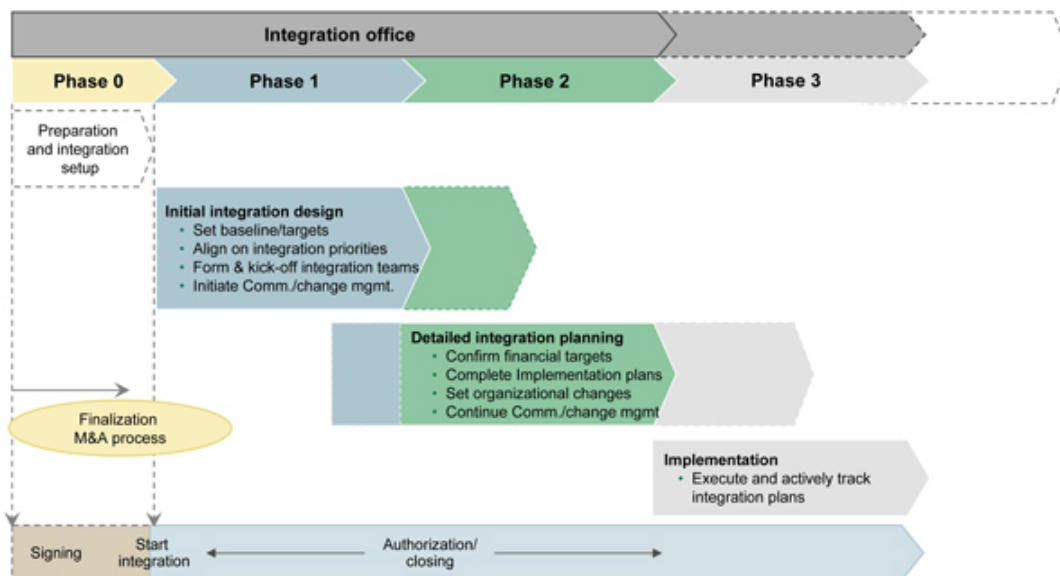 Integration office
Phase 0
Phase 1
Phase 2
Phase 3
Preparation
and integration
setup
Initial integration design
• Set baseline/targets
• Align on integration priorities
• Form & kick-off integration teams
• Initiate Comm./change mgmt.
Detailed integration planning
• Confirm financial targets
• Complete Implementation plans
• Set organizational changes
• Continue Comm./change mgmt
Finalization
M&A process
Implementation
• Execute and actively track
integration plans
Signing
Start
integration
Authorization/
closing